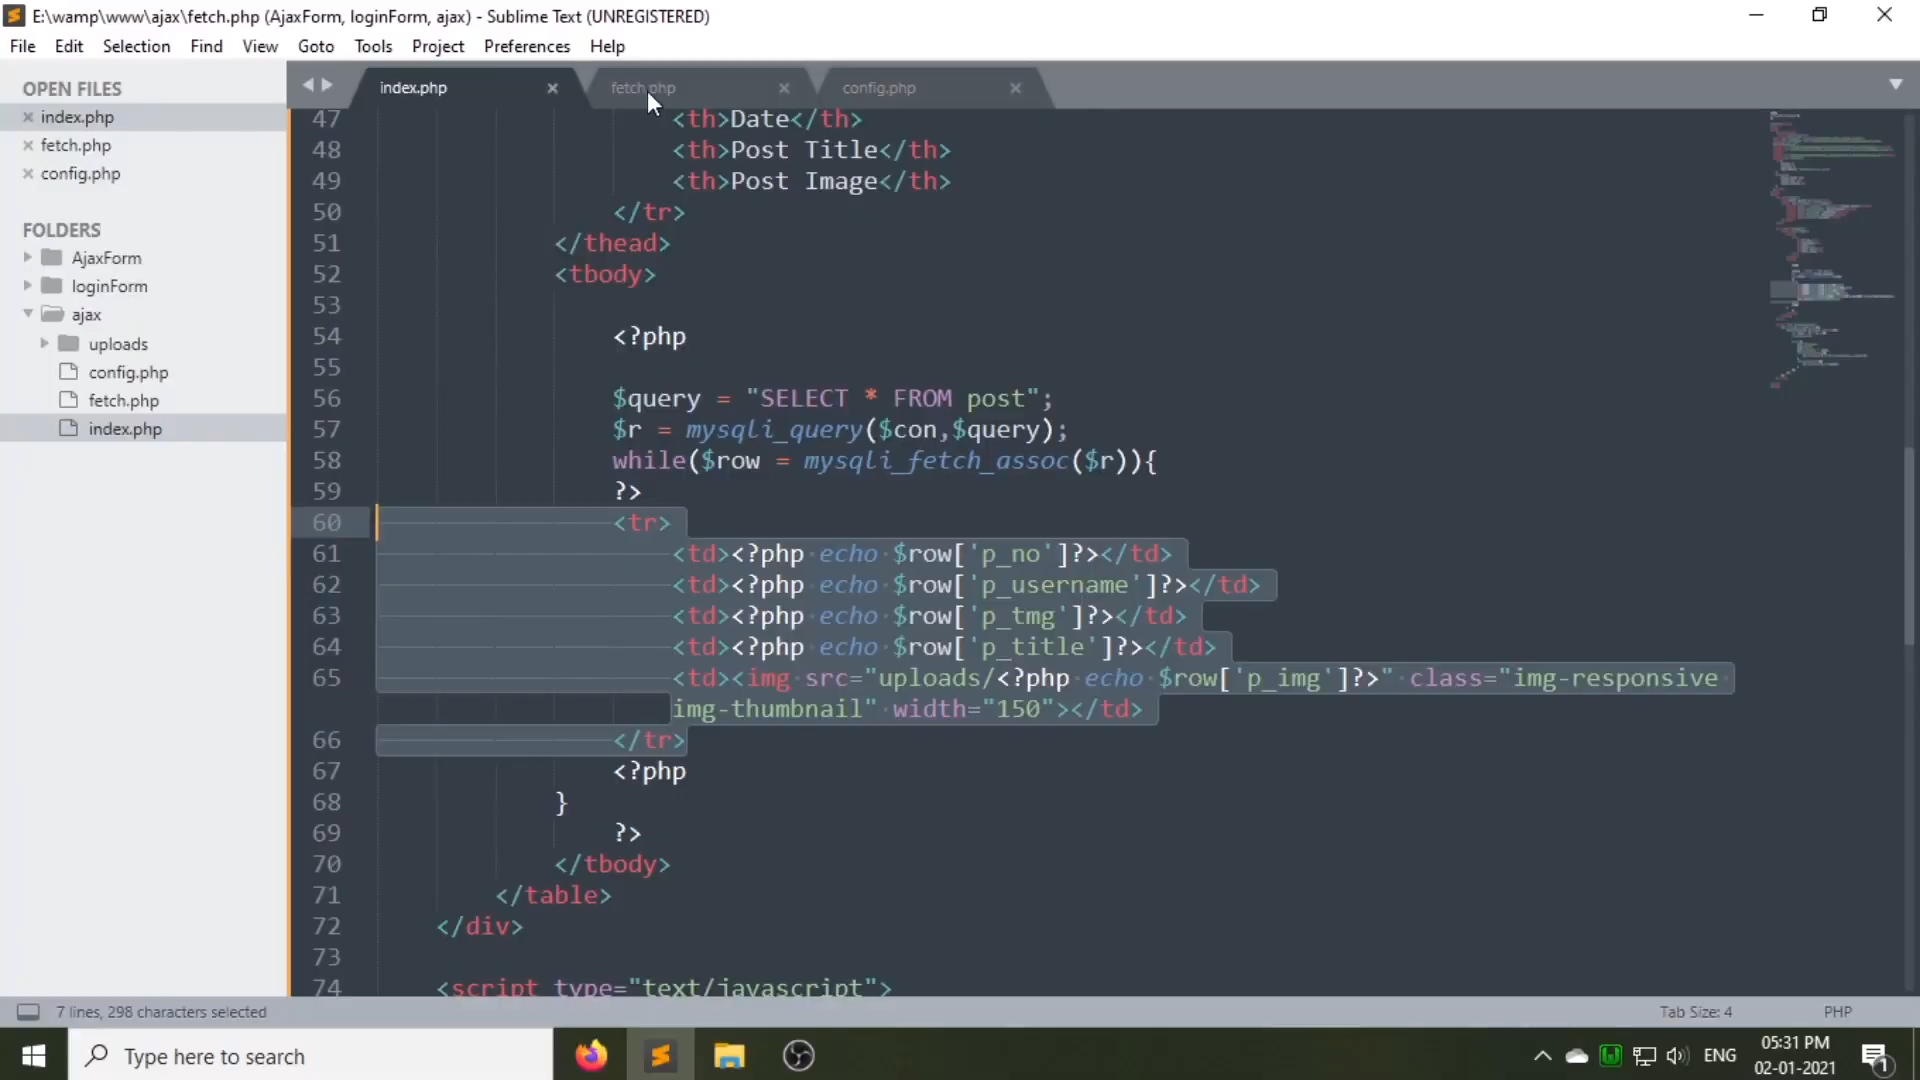 E:\wamp\www\ajax\fetch.php (AjaxForm, loginForm, ajax) - Sublime Text (UNREGISTERED)
File Edit Selection Find View Goto Tools Project Preferences Help
OPEN FILES
index.php
fetch.php
config.php
FOLDERS
AjaxForm
loginForm
ajax
uploads
config.php
fetch.php
index.php
index.php fetch.php config.php
47 <th>Date</th>
48 <th>Post Title</th>
49 <th>Post Image</th>
50 </tr>
51 </thead>
52 <tbody>
53
54 <?php
55
56 $query = "SELECT * FROM post";
57 $r = mysqli_query($con,$query);
58 while($row = mysqli_fetch_assoc($r)){
59 ?>
60 <tr>
61 <td><?php echo $row['p_no']?></td>
62 <td><?php echo $row['p_username']?></td>
63 <td><?php echo $row['p_tmg']?></td>
64 <td><?php echo $row['p_title']?></td>
65 <td><img src="uploads/<?php echo $row['p_img']?>" class="img-responsive
img-thumbnail" width="150"></td>
66 </tr>
67 <?php
68 }
69 ?>
70 </tbody>
71 </table>
72 </div>
73
74 <script type="text/javascript">
7 lines, 298 characters selected
Tab Size: 4 PHP
Type here to search
ENG
05:31 PM
02-01-2021
1